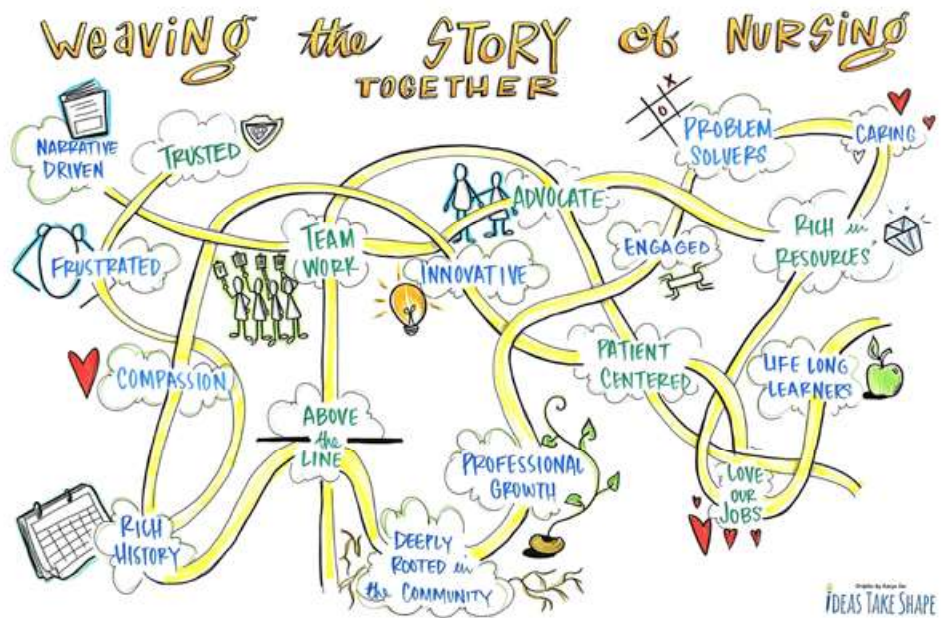 WEAVING the STORY of NURSING
TOGETHER
NARRATIVE
DRIVEN
TRUSTED
PROBLEM
SOLVERS
CARING
X
O
ADVOCATE
FRUSTRATED
TEAM
WORK
INNOVATIVE
ENGAGED
RICH in
RESOURCES
COMPASSION
PATIENT
CENTERED
LIFE LONG
LEARNERS
ABOVE
the
LINE
PROFESSIONAL
GROWTH
LOVE
OUR
JOBS
RICH
HISTORY
DEEPLY
ROOTED in
the COMMUNITY
IDEAS TAKE SHAPE